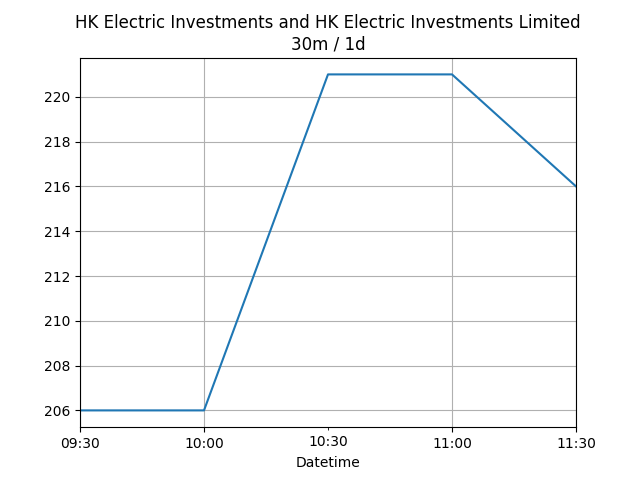 HK Electric Investments and HK Electric Investments Limited
30m / 1d
220
218
216
214
212
210
208
206
09:30 10:00 10:30 11:00 11:30
Datetime